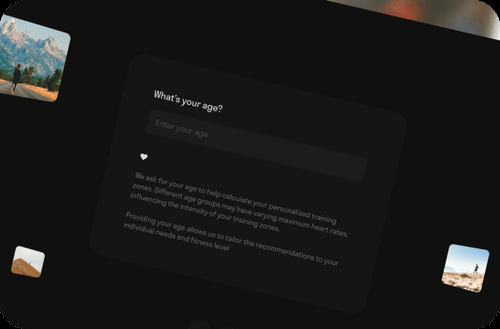 What's your age?
Enter your age
We ask for your age to help calculate your personalized training
zones. Different age groups may have varying maximum heart rates,
influencing the intensity of your training zones.
Providing your age allows us to tailor the recommendations to your
individual needs and fitness level